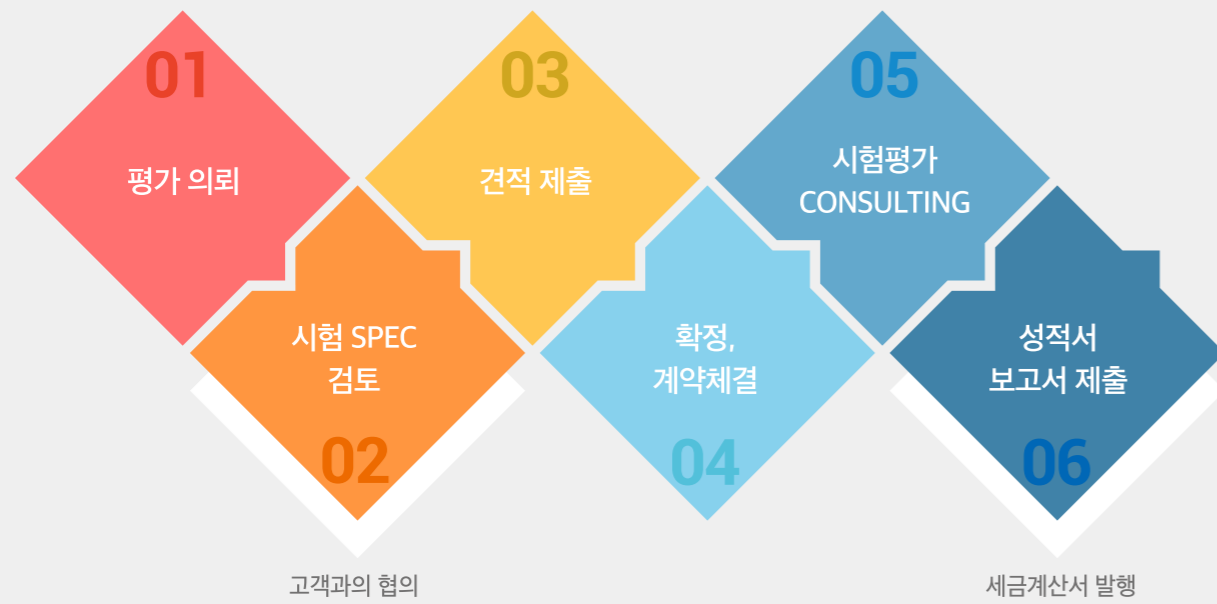 01
평가 의뢰
시험 SPEC
검토
02
고객과의 협의
03
견적 제출
확정,
계약체결
04
05
시험평가
CONSULTING
성적서
보고서 제출
06
세금계산서 발행